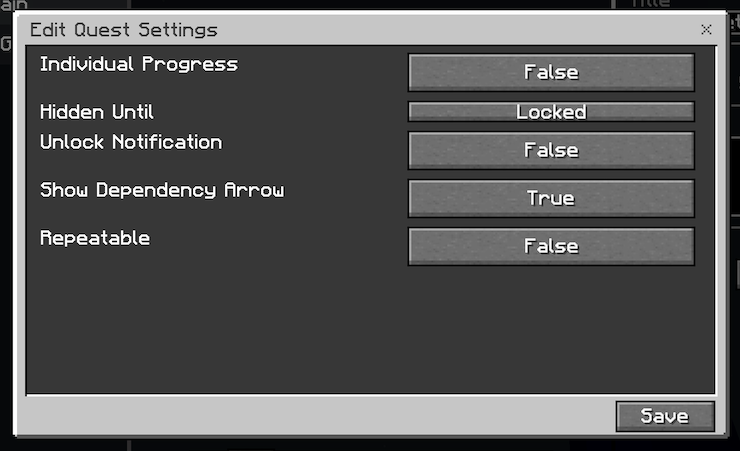 Edit Quest Settings
Individual Progress
False
Hidden Until
Locked
Unlock Notification
False
Show Dependency Arrow
True
Repeatable
False
Save